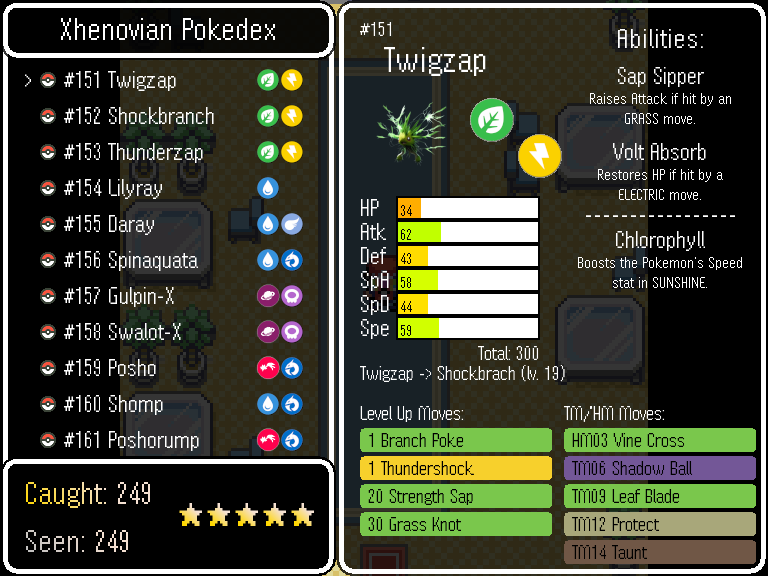 Xhenovian Pokedex
> #151 Twigzap
#152 Shockbranch
#153 Thunderzap
#154 Lilyray
#155 Daray
#156 Spinaquata
#157 Gulpin-X
#158 Swalot-X
#159 Posho
#160 Shomp
#161 Poshorump
Caught: 249
Seen: 249
#151
Twigzap
HP 34
Atk 62
Def 43
SpA 58
SpD 44
Spe 59
Total: 300
Twigzap -> Shockbrach (lv. 19)
Abilities:
Sap Sipper
Raises Attack if hit by an
GRASS move.
Volt Absorb
Restores HP if hit by a
ELECTRIC move.
Chlorophyll
Boosts the Pokemon's Speed
stat in SUNSHINE.
Level Up Moves:
1 Branch Poke
1 Thundershock
20 Strength Sap
30 Grass Knot
TM/HM Moves:
HM03 Vine Cross
TM06 Shadow Ball
TM09 Leaf Blade
TM12 Protect
TM14 Taunt